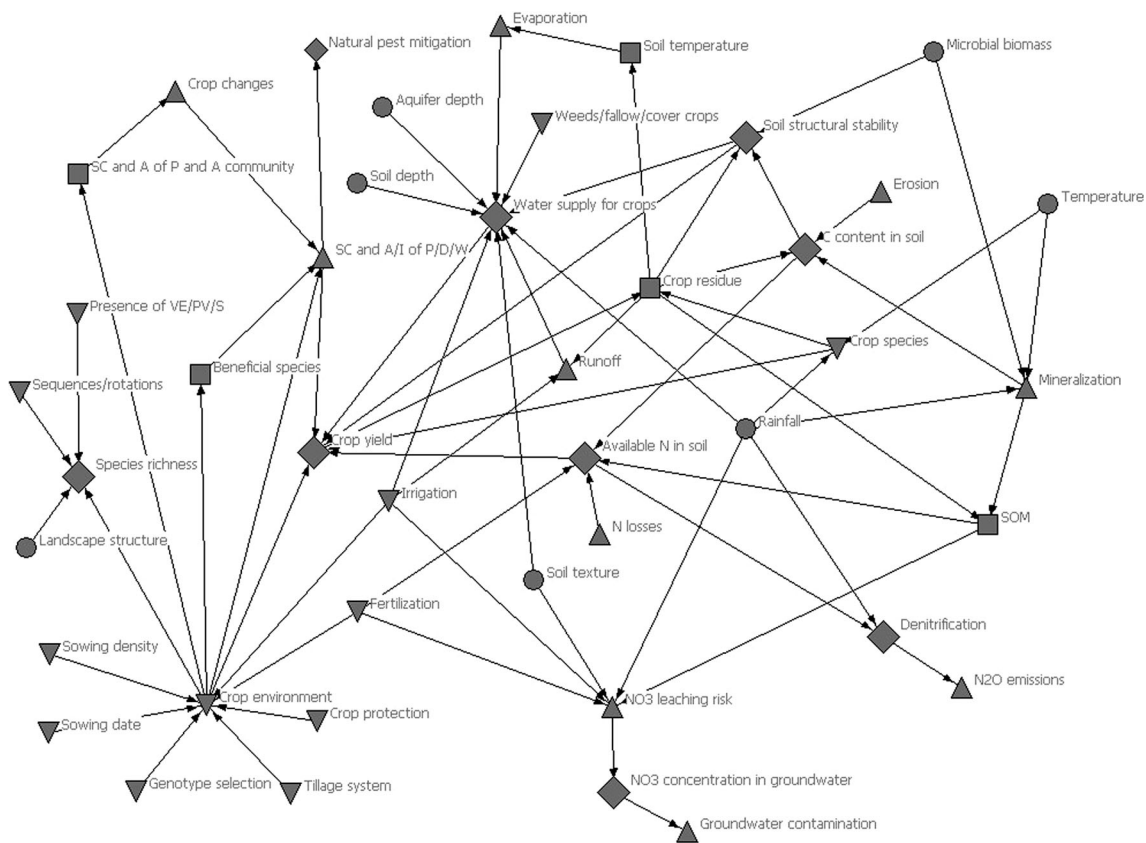 Evaporation
Natural pest mitigation
Soil temperature
Microbial biomass
Crop changes
Aquifer depth
Weeds/fallow/cover crops
Soil structural stability
SC and A of P and A community
Soil depth
Erosion
Temperature
Water supply for crops
C content in soil
SC and A/I of P/D/W
Crop residue
Presence of VE/PV/S
Crop species
Runoff
Beneficial species
Sequences/rotations
Mineralization
Rainfall
Crop yield
Available N in soil
Species richness
Irrigation
SOM
N losses
Landscape structure
Soil texture
Fertilization
Denitrification
Sowing density
N2O emissions
Crop environment
NO3 leaching risk
Crop protection
Sowing date
Genotype selection
Tillage system
NO3 concentration in groundwater
Groundwater contamination